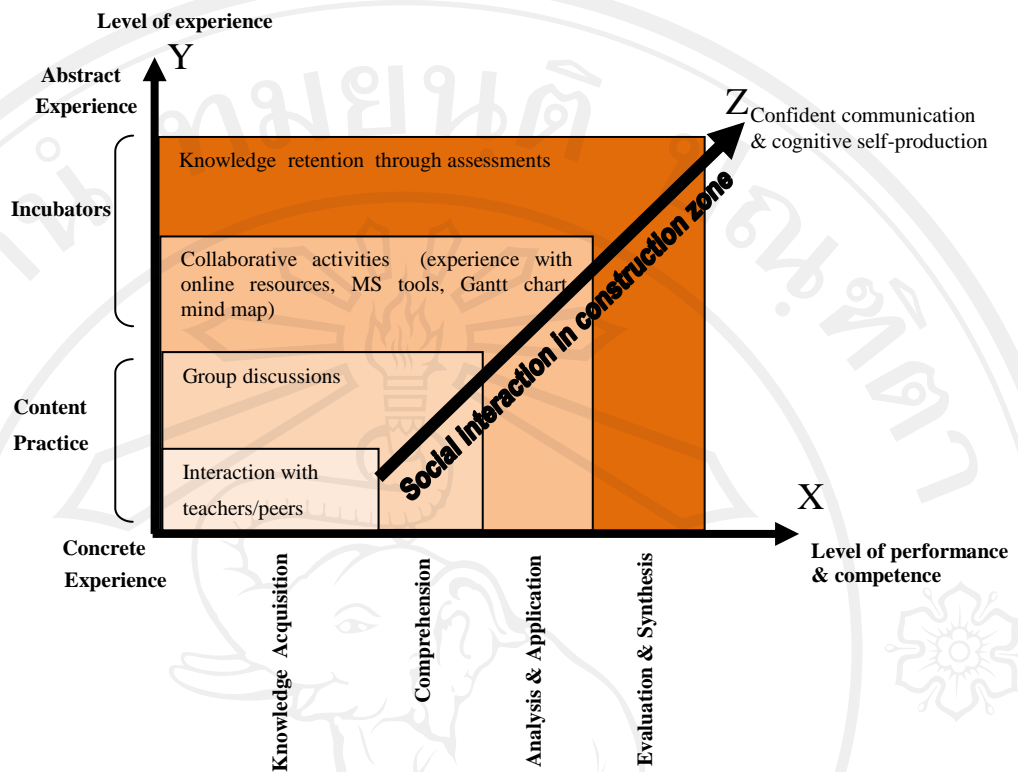 Level of experience
Y
Abstract
Experience
Z
Confident communication
& cognitive self-production
Knowledge retention through assessments
Incubators
Collaborative activities (experience with
online resources, MS tools, Gantt chart,
mind map)
Social interaction in construction zone
Group discussions
Content
Practice
Interaction with
teachers/peers
X
Concrete
Experience
Level of performance
& competence
Knowledge Acquisition
Comprehension
Analysis & Application
Evaluation & Synthesis